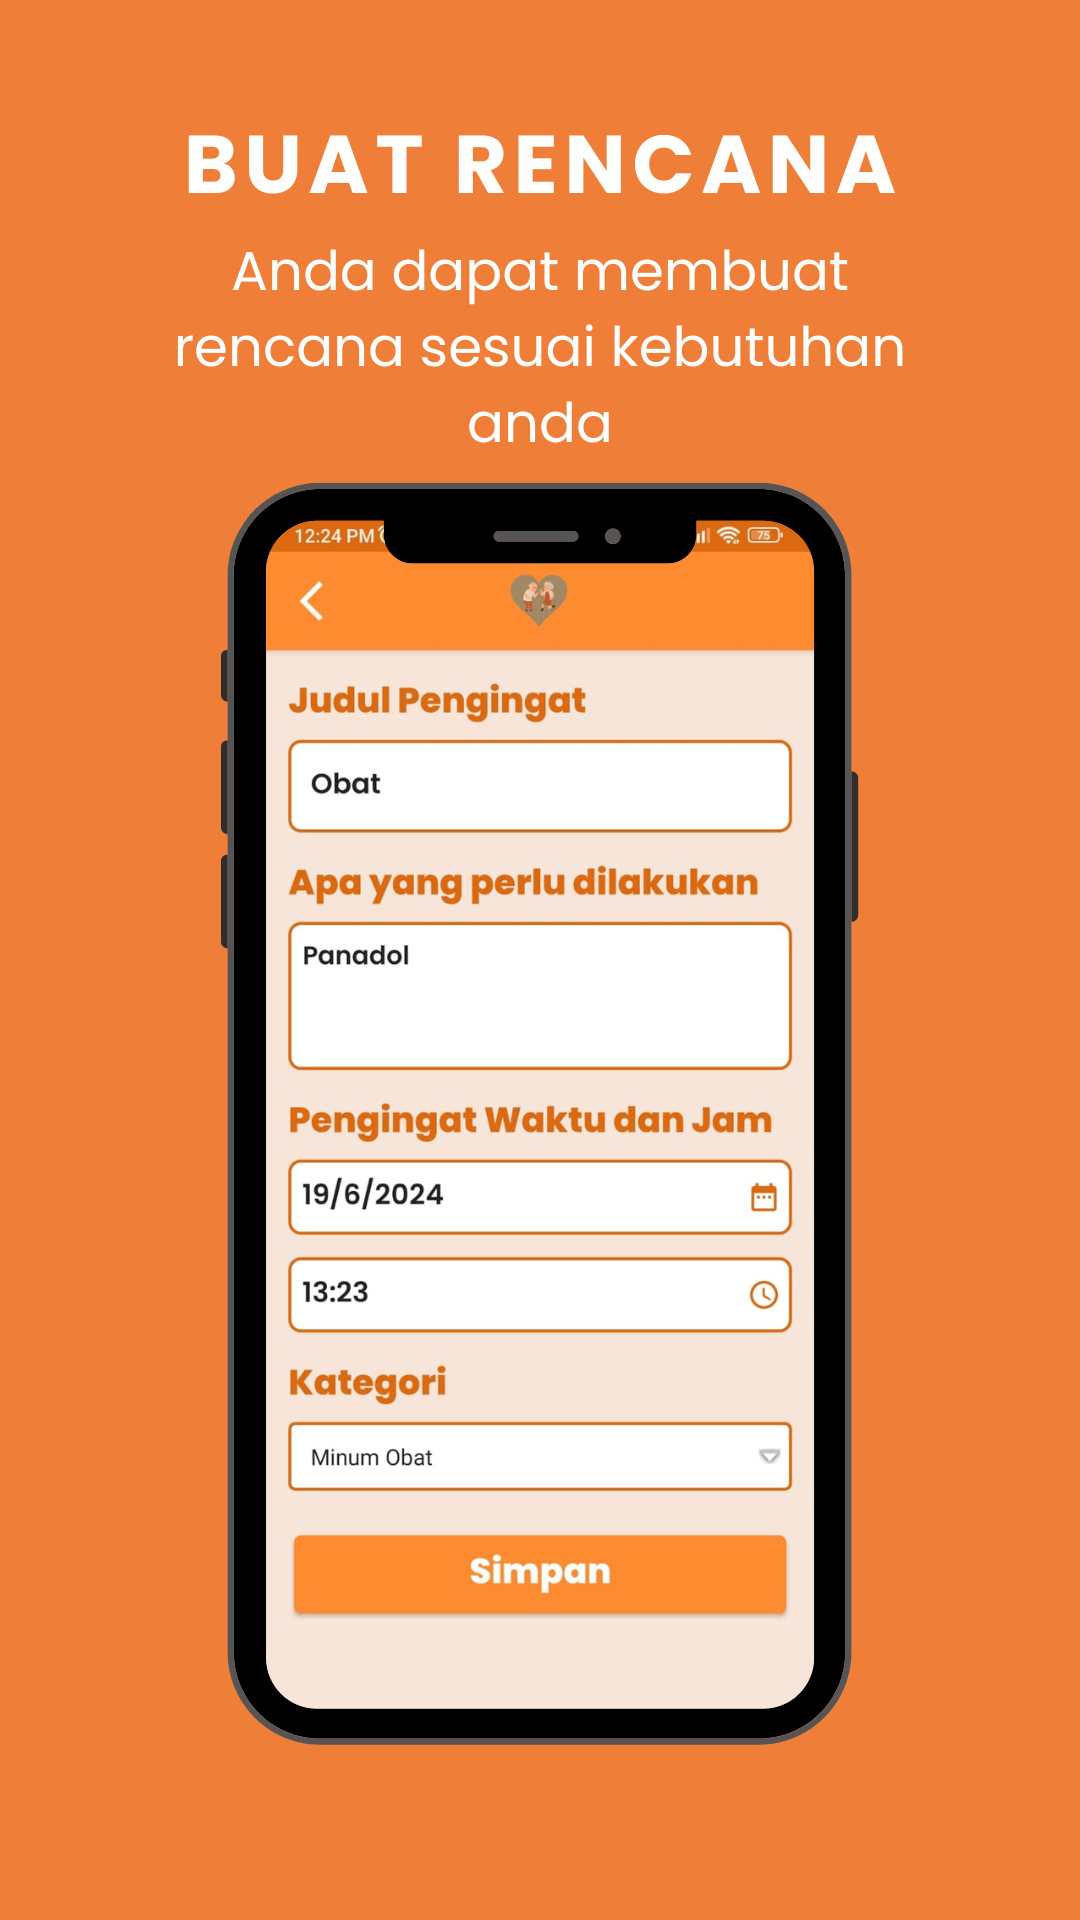 BUAT RENCANA
Anda dapat membuat
rencana sesuai kebutuhan
anda
12:24 PM
75
Judul Pengingat
Obat
Apa yang perlu dilakukan
Panadol
Pengingat Waktu dan Jam
19/6/2024
13:23
Kategori
Minum Obat
Simpan